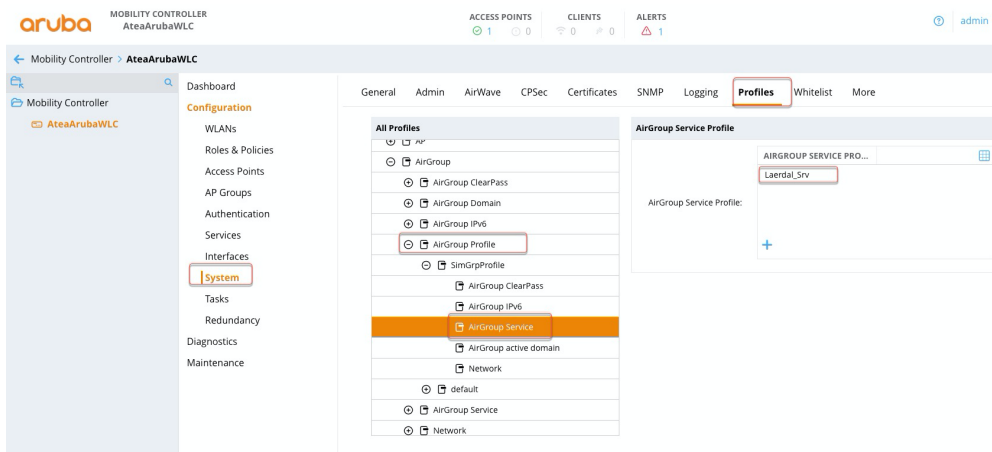 aruba
MOBILITY CONTROLLER
AteaArubaWLC
ACCESS POINTS
1 0
CLIENTS
0 0
ALERTS
1
admin
Mobility Controller > AteaArubaWLC
Mobility Controller
AteaArubaWLC
Dashboard
Configuration
WLANs
Roles & Policies
Access Points
AP Groups
Authentication
Services
Interfaces
System
Tasks
Redundancy
Diagnostics
Maintenance
General Admin AirWave CPSec Certificates SNMP Logging Profiles Whitelist More
All Profiles
AP
AirGroup
AirGroup ClearPass
AirGroup Domain
AirGroup IPv6
AirGroup Profile
SimGrpProfile
AirGroup ClearPass
AirGroup IPv6
AirGroup Service
AirGroup active domain
Network
default
AirGroup Service
Network
AirGroup Service Profile
AirGroup Service Profile:
AIRGROUP SERVICE PRO...
Laerdal_Srv